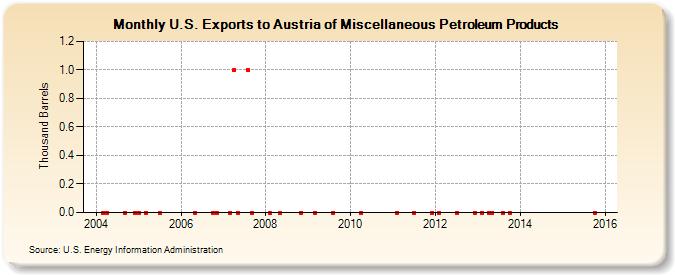 Monthly U.S. Exports to Austria of Miscellaneous Petroleum Products
Thousand Barrels
1.2
1.0
0.8
0.6
0.4
0.2
0.0
2004 2006 2008 2010 2012 2014 2016
Source: U.S. Energy Information Administration